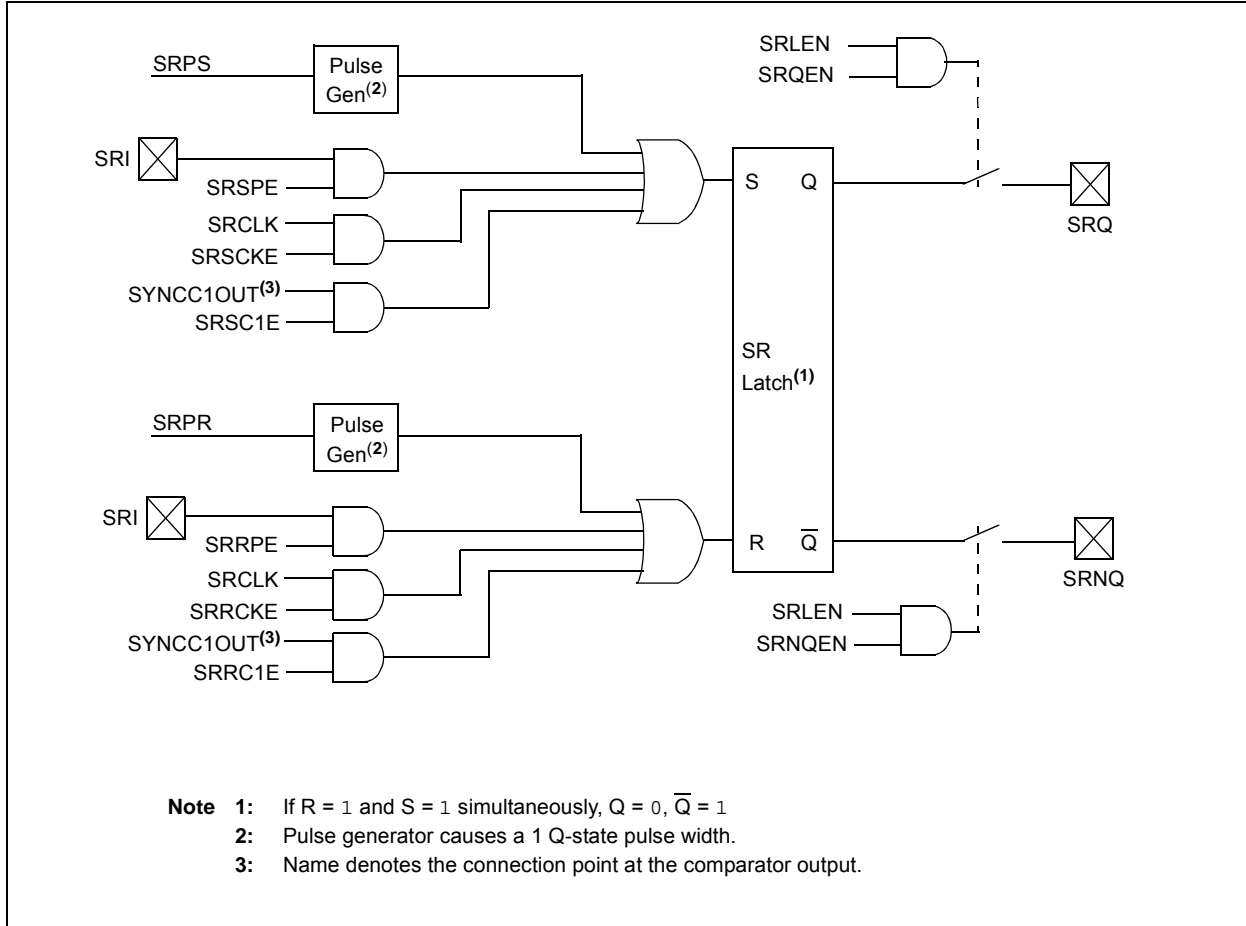 SRPS
Pulse
Gen(2)
SRLEN
SRQEN
SRI
SRSPE
SRCLK
SRSCKE
SYNCC1OUT(3)
SRSC1E
S Q
SRQ
SR
Latch(1)
SRPR
Pulse
Gen(2)
SRI
SRRPE
SRCLK
SRRCKE
SYNCC1OUT(3)
SRRC1E
R Q̅
SRNQ
SRLEN
SRNQEN
Note 1: If R = 1 and S = 1 simultaneously, Q = 0, Q̅ = 1
2: Pulse generator causes a 1 Q-state pulse width.
3: Name denotes the connection point at the comparator output.